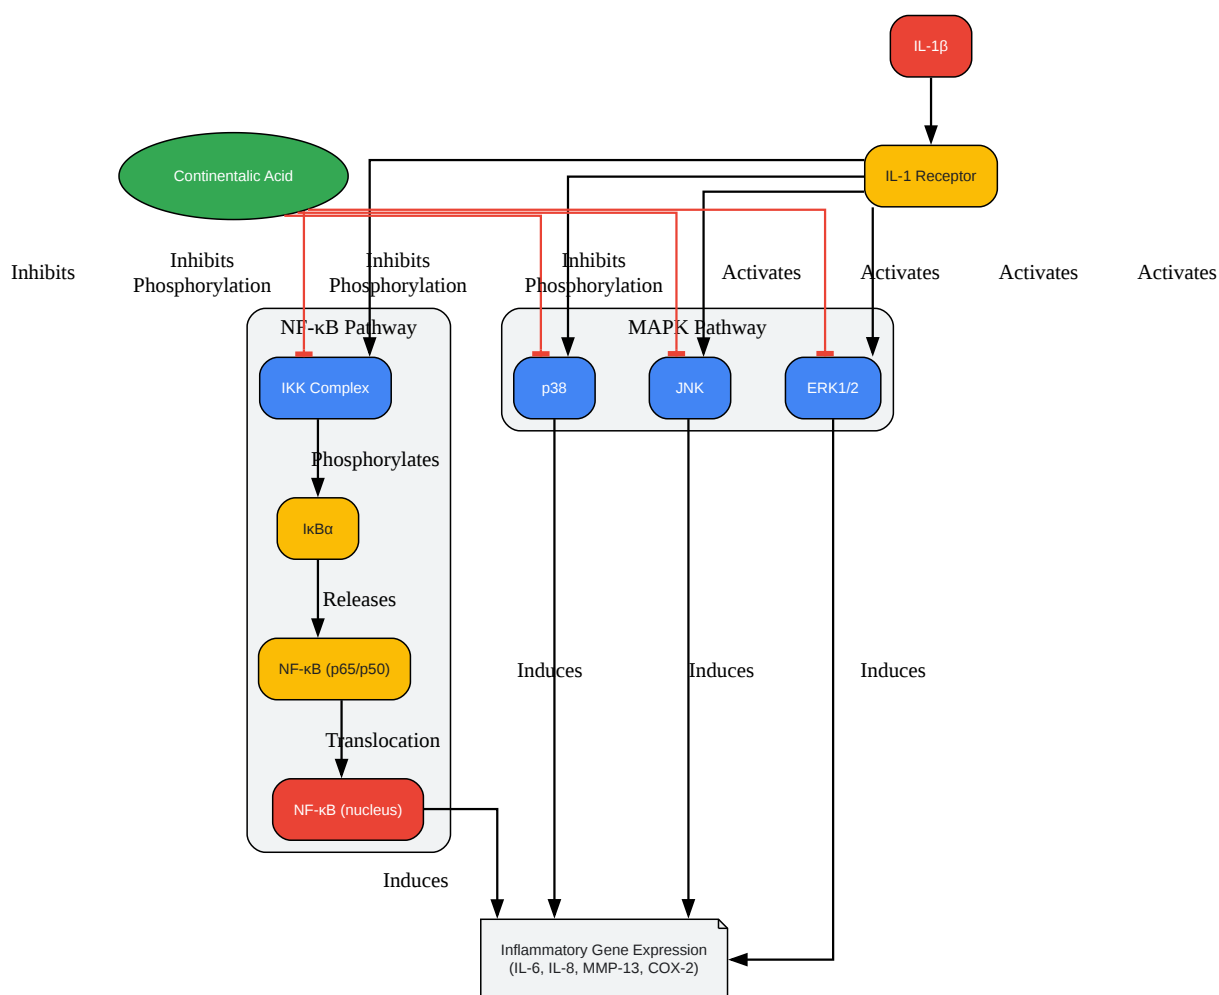 IL-1β
Continentalic Acid
IL-1 Receptor
Inhibits
Inhibits
Phosphorylation
Inhibits
Phosphorylation
Inhibits
Phosphorylation
Activates
Activates
Activates
Activates
NF-κB Pathway
MAPK Pathway
IKK Complex
p38
JNK
ERK1/2
Phosphorylates
IκBα
Releases
NF-κB (p65/p50)
Induces
Induces
Induces
Translocation
NF-κB (nucleus)
Induces
Inflammatory Gene Expression
(IL-6, IL-8, MMP-13, COX-2)